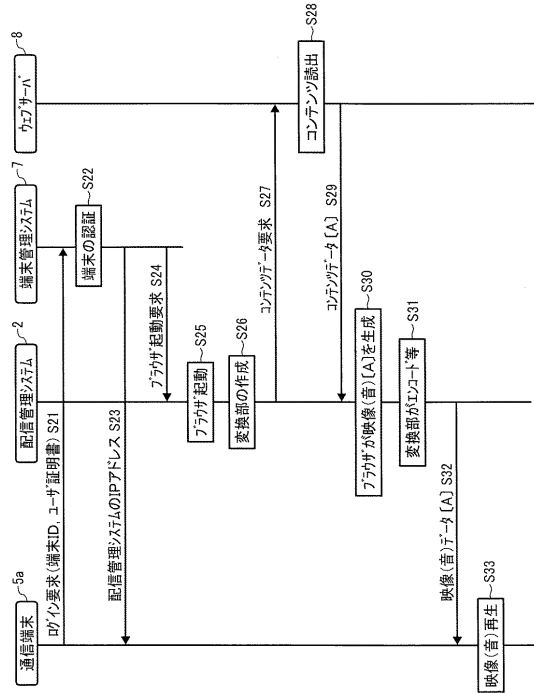 通信端末
5a
配信管理システム
2
端末管理システム
7
ウェブサーバ
8
ログイン要求(端末ID、ユーザ証明書) S21
端末の認証
S22
配信管理システムのIPアドレス S23
ブラウザ起動要求 S24
ブラウザ起動
S25
変換部の作成
S26
コンテンツデータ要求 S27
コンテンツ読出
S28
コンテンツデータ〔A〕 S29
ブラウザが映像(音)〔A〕を生成
S30
変換部がエンコード等
S31
映像(音)データ〔A〕 S32
映像(音)再生
S33